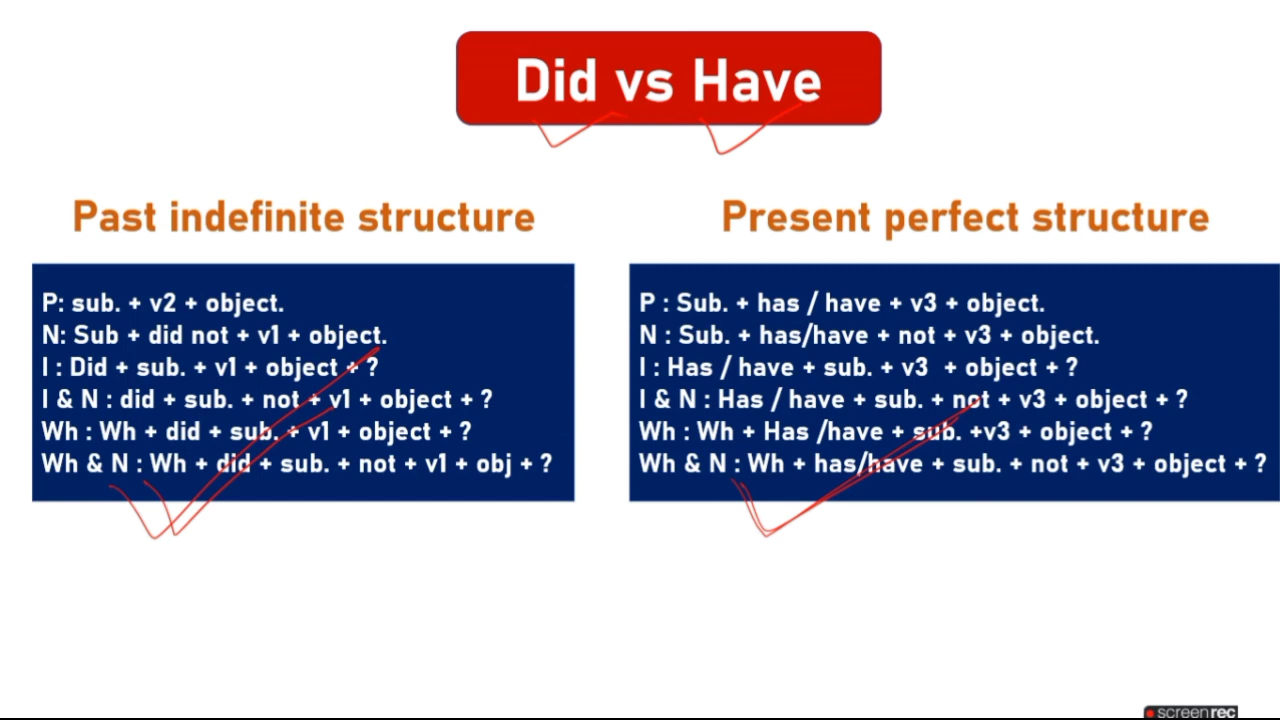 Did vs Have
Past indefinite structure
P: sub. + v2 + object.
N: Sub + did not + v1 + object.
I : Did + sub. + v1 + object + ?
I & N : did + sub. + not + v1 + object + ?
Wh : Wh + did + sub. + v1 + object + ?
Wh & N : Wh + did + sub. + not + v1 + obj + ?
Present perfect structure
P : Sub. + has / have + v3 + object.
N : Sub. + has/have + not + v3 + object.
I : Has / have + sub. + v3 + object + ?
I & N : Has / have + sub. + not + v3 + object + ?
Wh : Wh + Has /have + sub. +v3 + object + ?
Wh & N : Wh + has/have + sub. + not + v3 + object + ?
screenrec